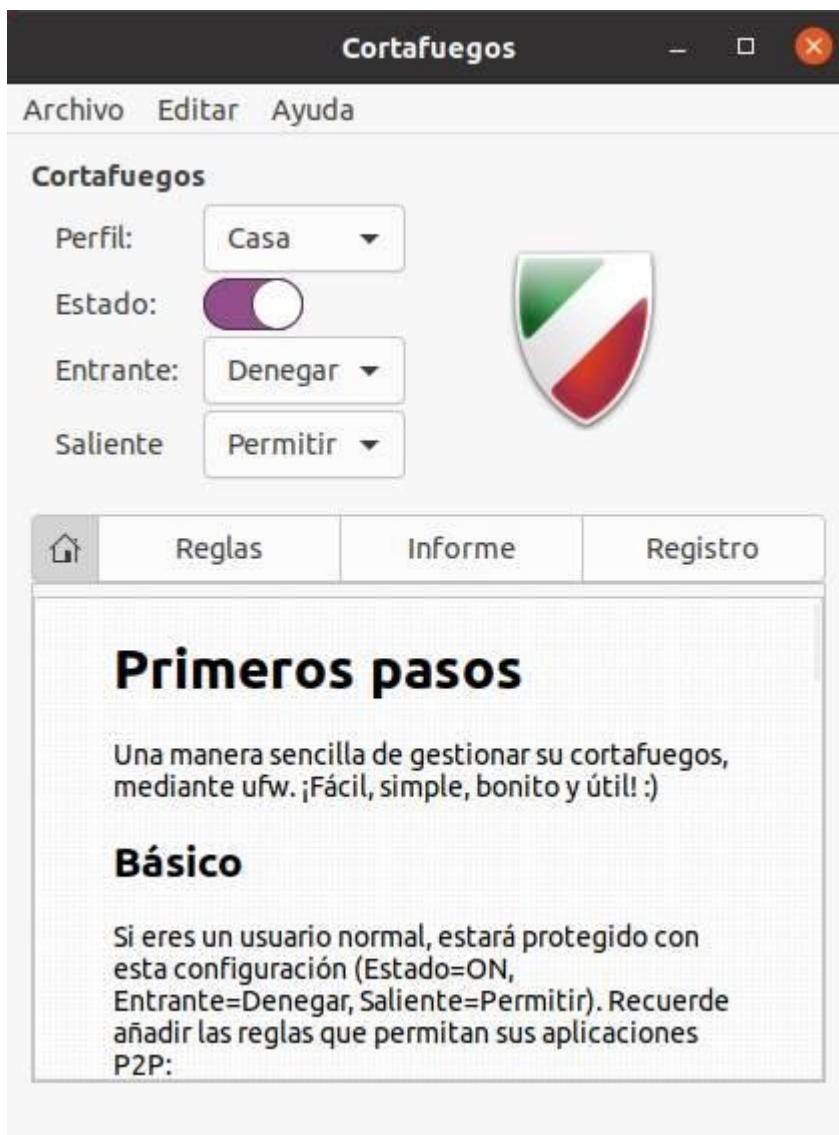 Cortafuegos
Archivo Editar Ayuda
Cortafuegos
Perfil: Casa
Estado:
Entrante: Denegar
Saliente Permitir
Reglas Informe Registro
Primeros pasos
Una manera sencilla de gestionar su cortafuegos,
mediante ufw. ¡Fácil, simple, bonito y útil! :)
Básico
Si eres un usuario normal, estará protegido con
esta configuración (Estado=ON,
Entrante=Denegar, Saliente=Permitir). Recuerde
añadir las reglas que permitan sus aplicaciones
P2P: